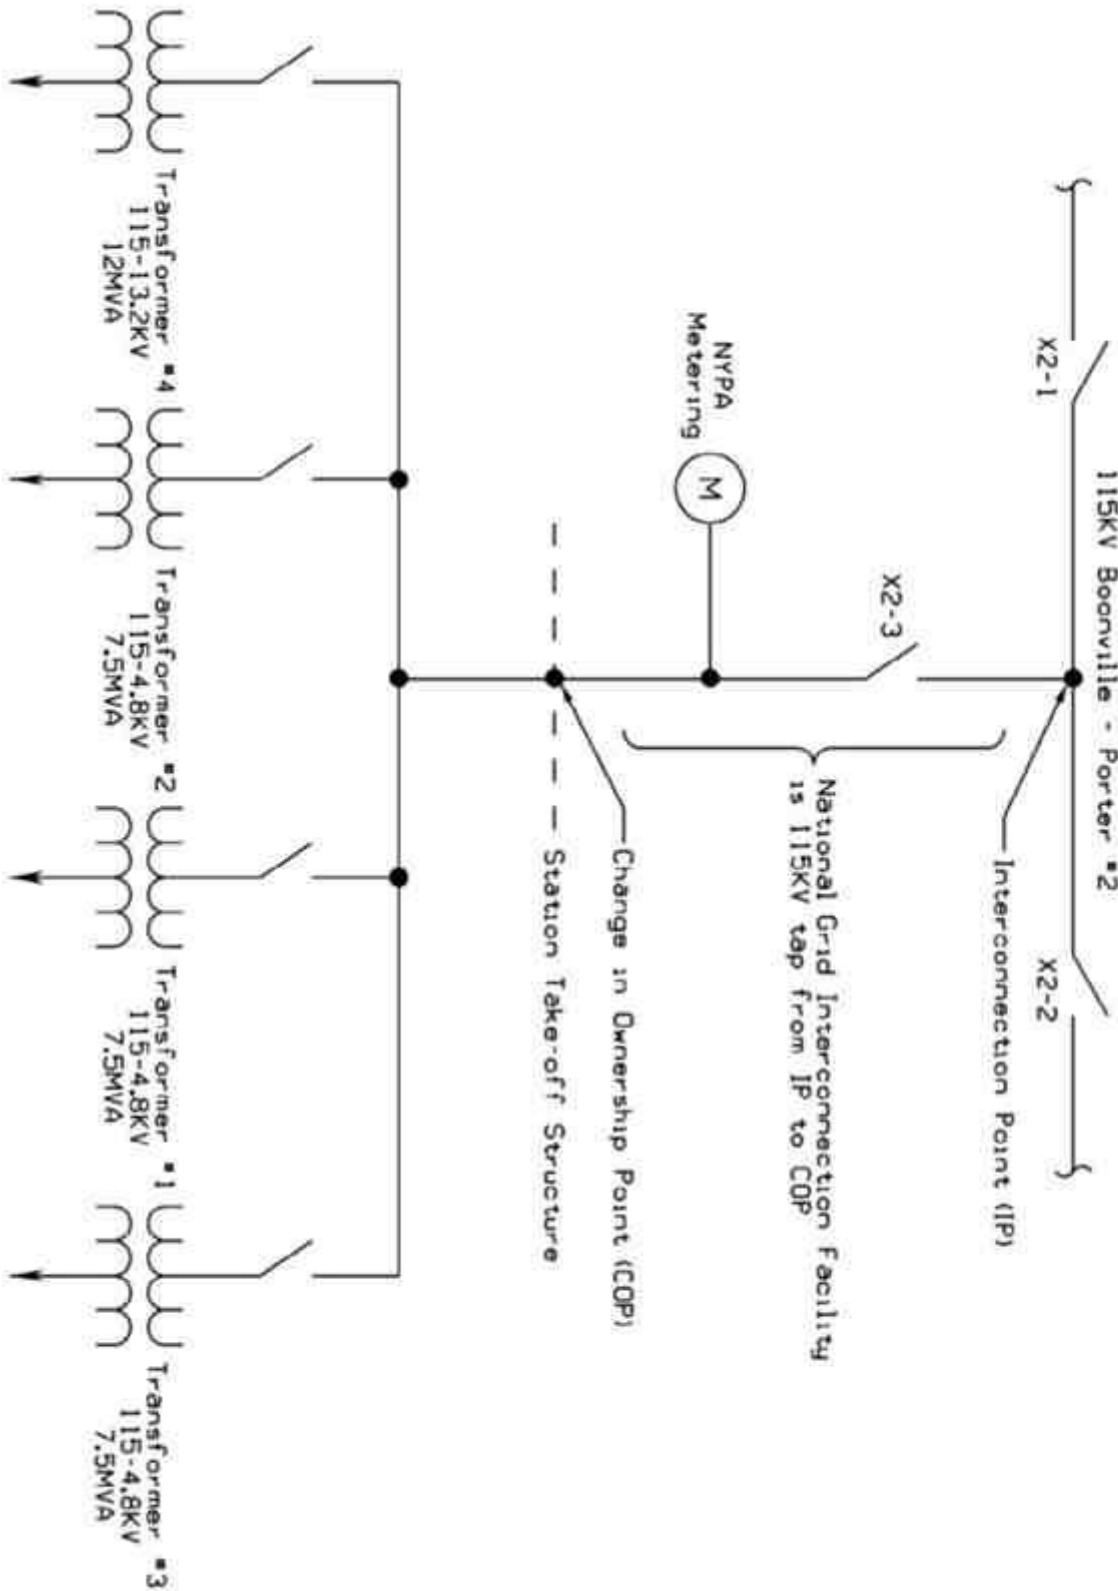 115KV Boonville - Porter #2
X2-1
X2-2
Interconnection Point (IP)
X2-3
National Grid Interconnection Facility
is 115KV tap from IP to COP
NYPA
Metering
M
Change in Ownership Point (COP)
Station Take-off Structure
Transformer #4
115-13.2KV
12MVA
Transformer #2
115-4.8KV
7.5MVA
Transformer #1
115-4.8KV
7.5MVA
Transformer #3
115-4.8KV
7.5MVA